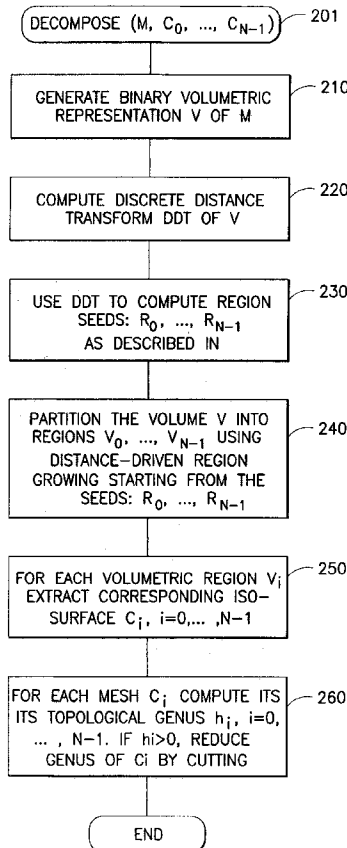 DECOMPOSE (M, C0, ..., CN-1)
201
GENERATE BINARY VOLUMETRIC
REPRESENTATION V OF M
210
COMPUTE DISCRETE DISTANCE
TRANSFORM DDT OF V
220
USE DDT TO COMPUTE REGION
SEEDS: R0, ..., RN-1
AS DESCRIBED IN
230
PARTITION THE VOLUME V INTO
REGIONS V0, ..., VN-1 USING
DISTANCE-DRIVEN REGION
GROWING STARTING FROM THE
SEEDS: R0, ..., RN-1
240
FOR EACH VOLUMETRIC REGION Vi
EXTRACT CORRESPONDING ISO-
SURFACE Ci, i=0,... ,N-1
250
FOR EACH MESH Ci COMPUTE ITS
ITS TOPOLOGICAL GENUS hi, i=0,
... , N-1. IF hi>0, REDUCE
GENUS OF Ci BY CUTTING
260
END